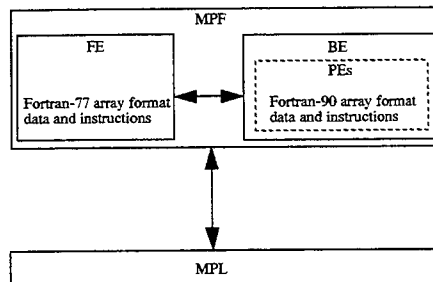 MPF
FE
Fortran-77 array format
data and instructions
BE
PEs
Fortran-90 array format
data and instructions
MPL